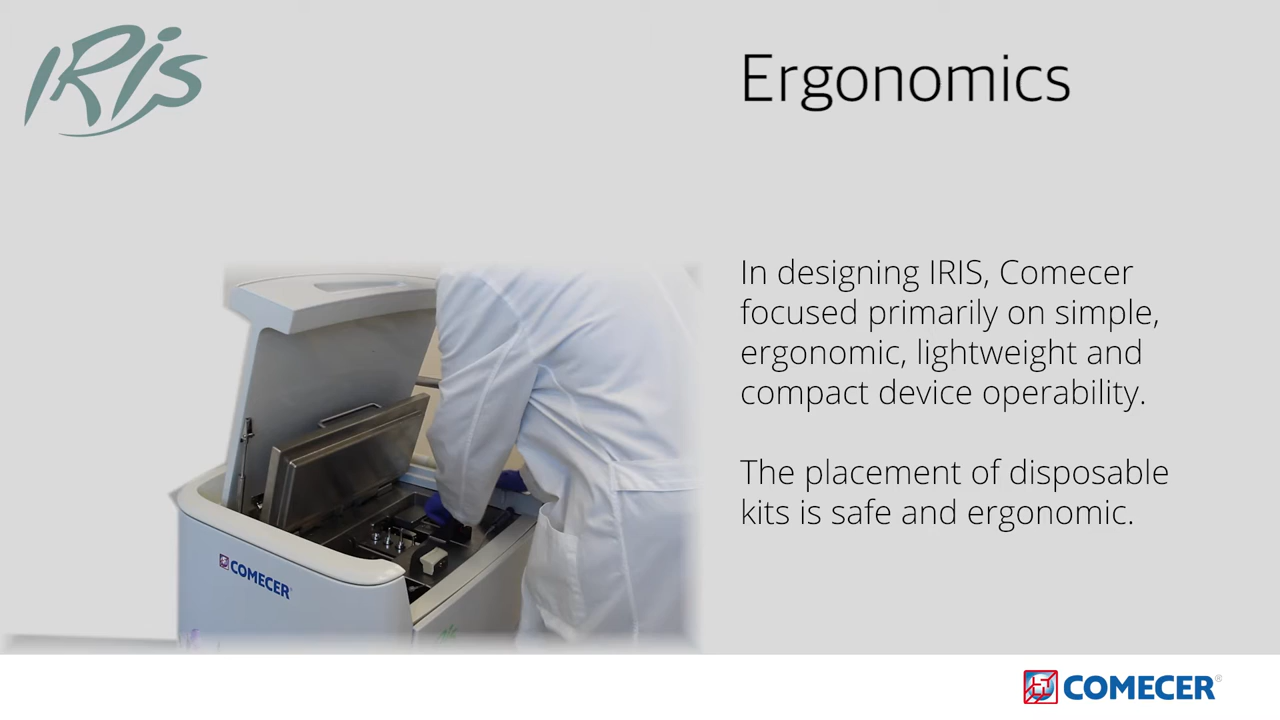 IRIS
Ergonomics
In designing IRIS, Comecer
focused primarily on simple,
ergonomic, lightweight and
compact device operability.
The placement of disposable
kits is safe and ergonomic.
COMECER
IRIS
COMECER®